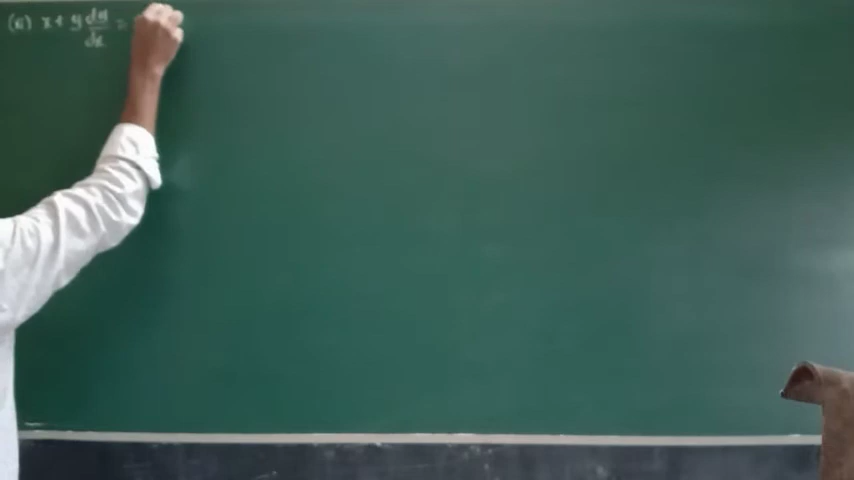 (a) x + y dy/dx =